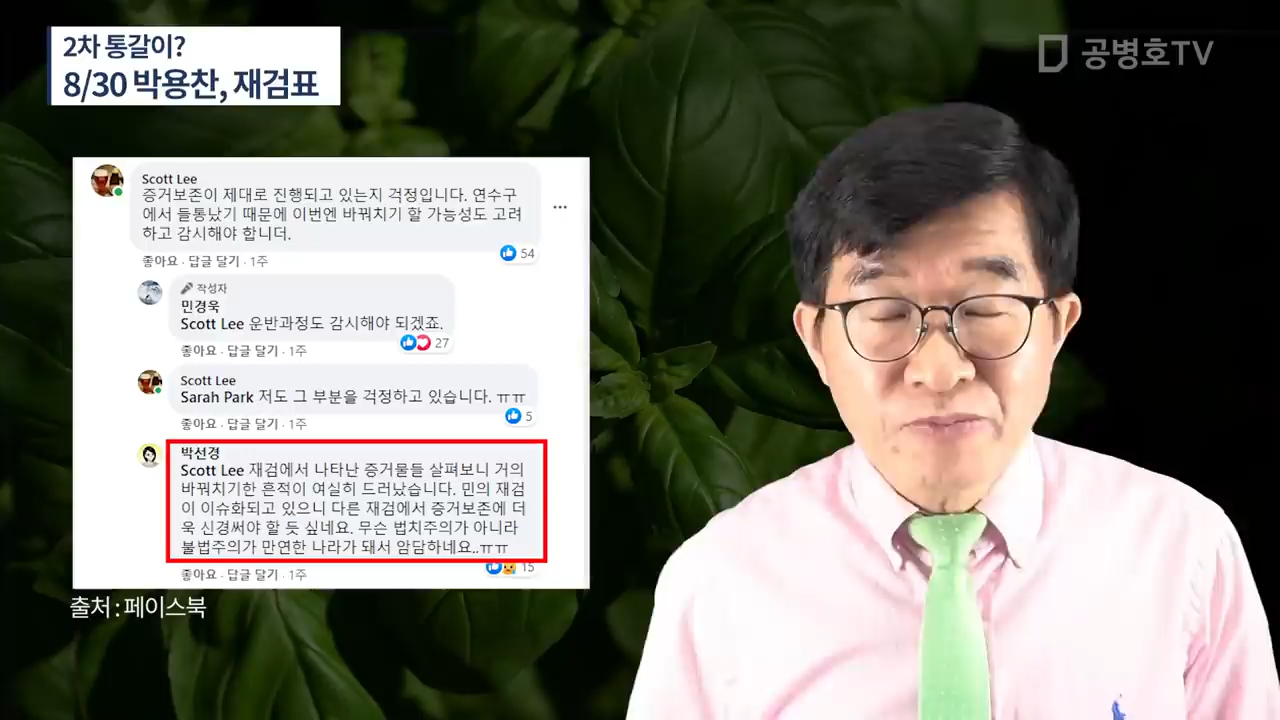 2차 통갈이?
8/30 박용찬, 재검표
공병호TV
Scott Lee
증거보존이 제대로 진행되고 있는지 걱정입니다. 연수구
에서 들통났기 때문에 이번엔 바꿔치기 할 가능성도 고려
하고 감시해야 합니더.
54
좋아요 · 답글 달기 · 1주
작성자
민경욱
Scott Lee 운반과정도 감시해야 되겠죠.
27
좋아요 · 답글 달기 · 1주
Scott Lee
Sarah Park 저도 그 부분을 걱정하고 있습니다. ㅠㅠ
5
좋아요 · 답글 달기 · 1주
박선경
Scott Lee 재검에서 나타난 증거물들 살펴보니 거의
바꿔치기한 흔적이 여실히 드러났습니다. 민의 재검
이 이슈화되고 있으니 다른 재검에서 증거보존에 더
욱 신경써야 할 듯 싶네요. 무슨 법치주의가 아니라
불법주의가 만연한 나라가 돼서 암담하네요..ㅠㅠ
15
좋아요 · 답글 달기 · 1주
출처 : 페이스북